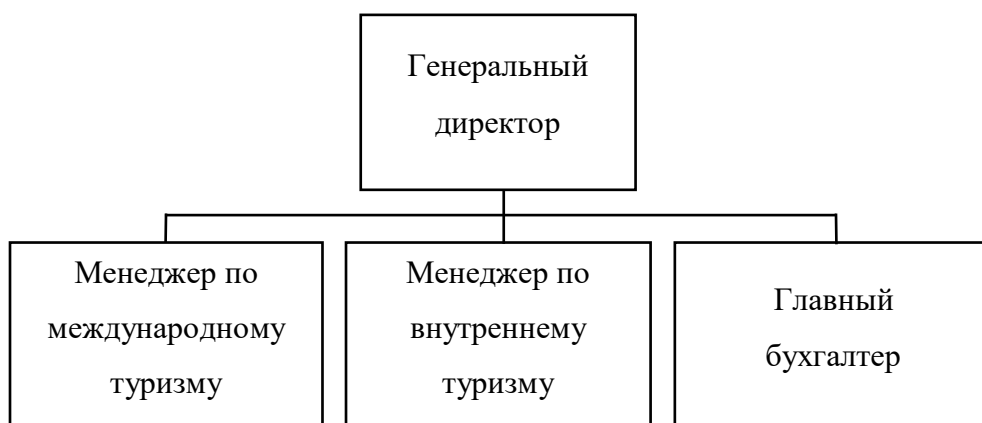 Генеральный
директор
Менеджер по
международному
туризму
Менеджер по
внутреннему
туризму
Главный
бухгалтер